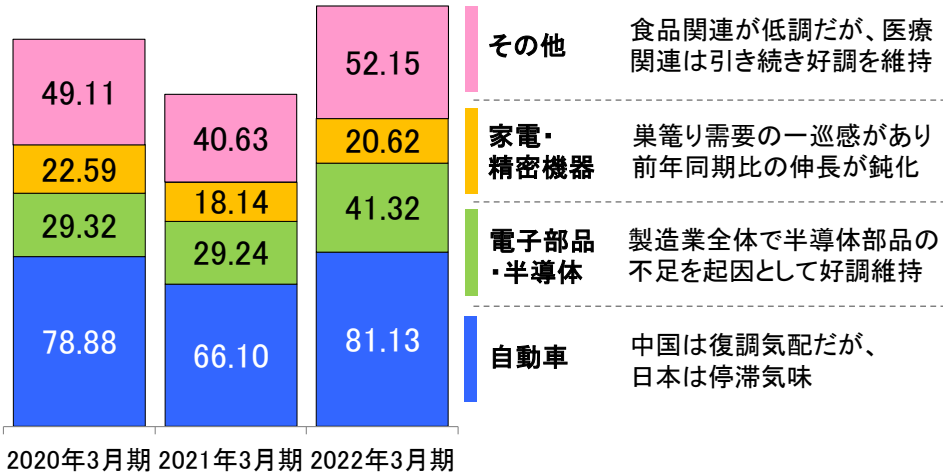 49.11
22.59
29.32
78.88
40.63
18.14
29.24
66.10
52.15
20.62
41.32
81.13
2020年3月期 2021年3月期 2022年3月期
その他
食品関連が低調だが、医療
関連は引き続き好調を維持
家電・
精密機器
巣篭り需要の一巡感があり
前年同期比の伸長が鈍化
電子部品
・半導体
製造業全体で半導体部品の
不足を起因として好調維持
自動車
中国は復調気配だが、
日本は停滞気味